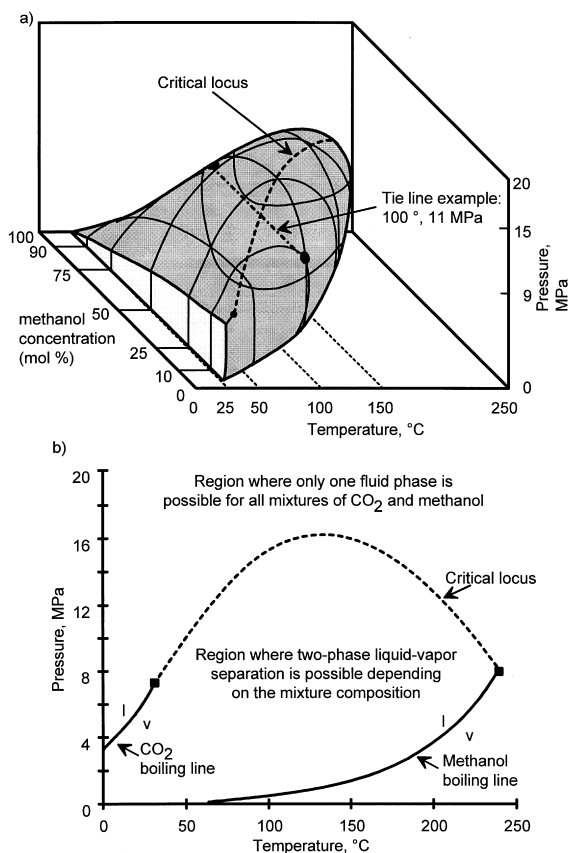 a)
Critical locus
Tie line example:
100 °, 11 MPa
20
15
9
0
Pressure,
MPa
100
90
75
50
25
10
0
methanol
concentration
(mol %)
0 25 50 100 150 250
Temperature, °C
b)
20
16
12
8
4
0
Pressure, MPa
Region where only one fluid phase is
possible for all mixtures of CO2 and methanol
Critical locus
Region where two-phase liquid-vapor
separation is possible depending
on the mixture composition
l
v
CO2
boiling line
l
v
Methanol
boiling line
0 50 100 150 200 250
Temperature, °C